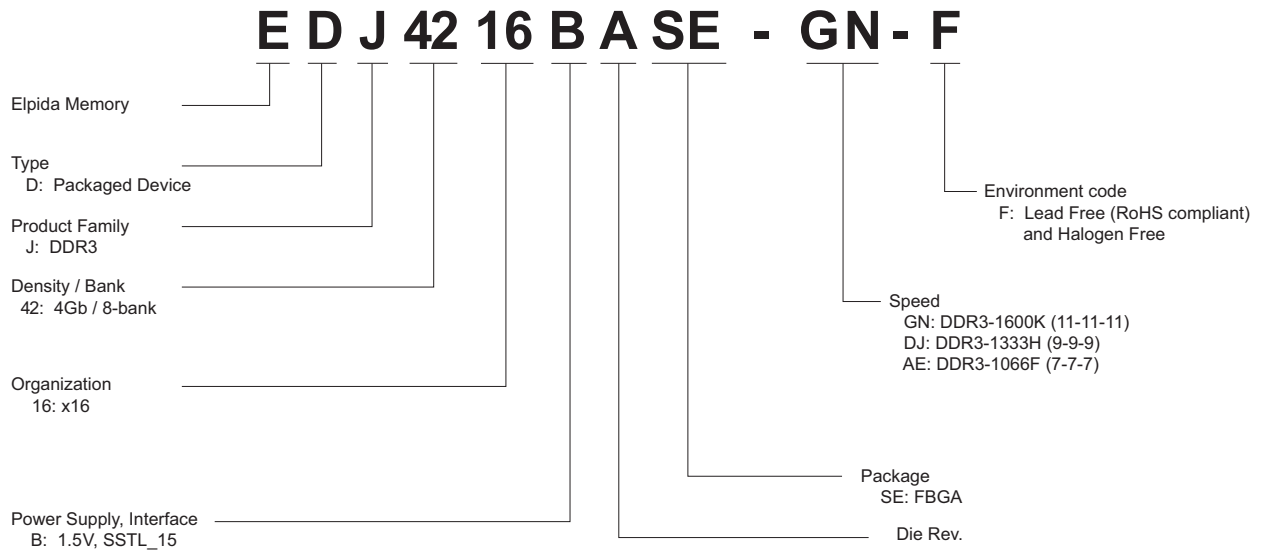 E D J 42 16 B A SE - GN - F
Elpida Memory
Type
D: Packaged Device
Product Family
J: DDR3
Density / Bank
42: 4Gb / 8-bank
Organization
16: x16
Power Supply, Interface
B: 1.5V, SSTL_15
Environment code
F: Lead Free (RoHS compliant)
and Halogen Free
Speed
GN: DDR3-1600K (11-11-11)
DJ: DDR3-1333H (9-9-9)
AE: DDR3-1066F (7-7-7)
Package
SE: FBGA
Die Rev.